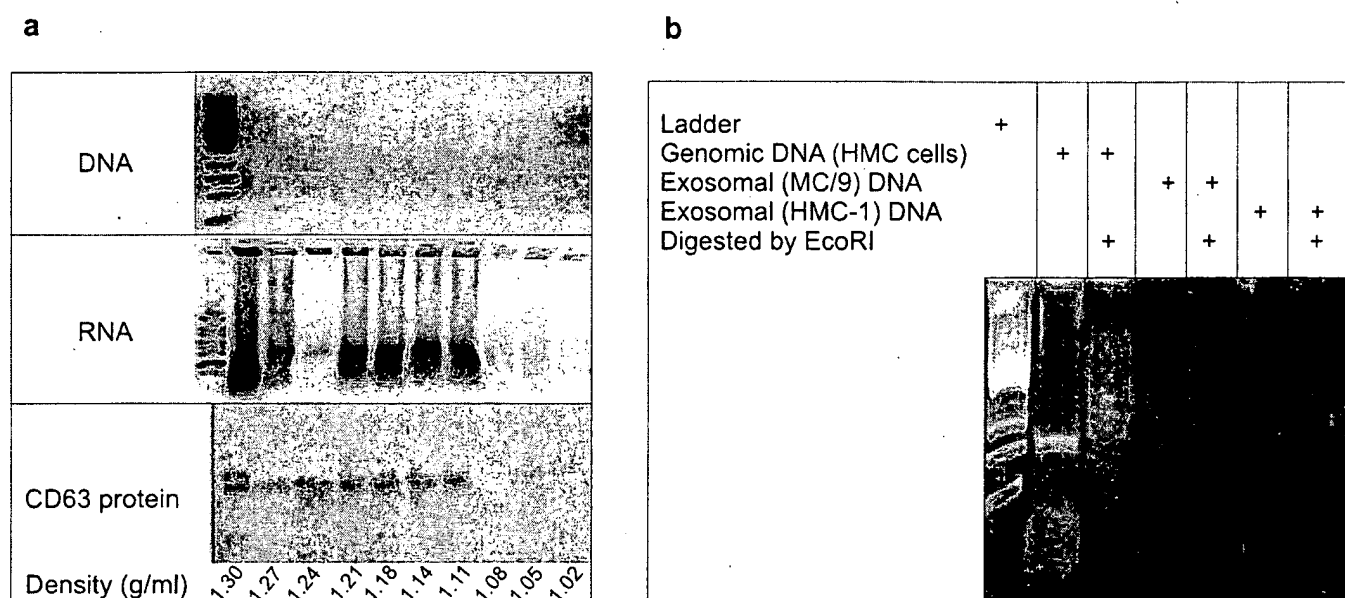 a
DNA
RNA
CD63 protein
Density (g/ml) 1.30 1.27 1.24 1.21 1.18 1.14 1.11 1.08 1.05 1.02
b
Ladder +
Genomic DNA (HMC cells) + +
Exosomal (MC/9) DNA + +
Exosomal (HMC-1) DNA + +
Digested by EcoRI + + +